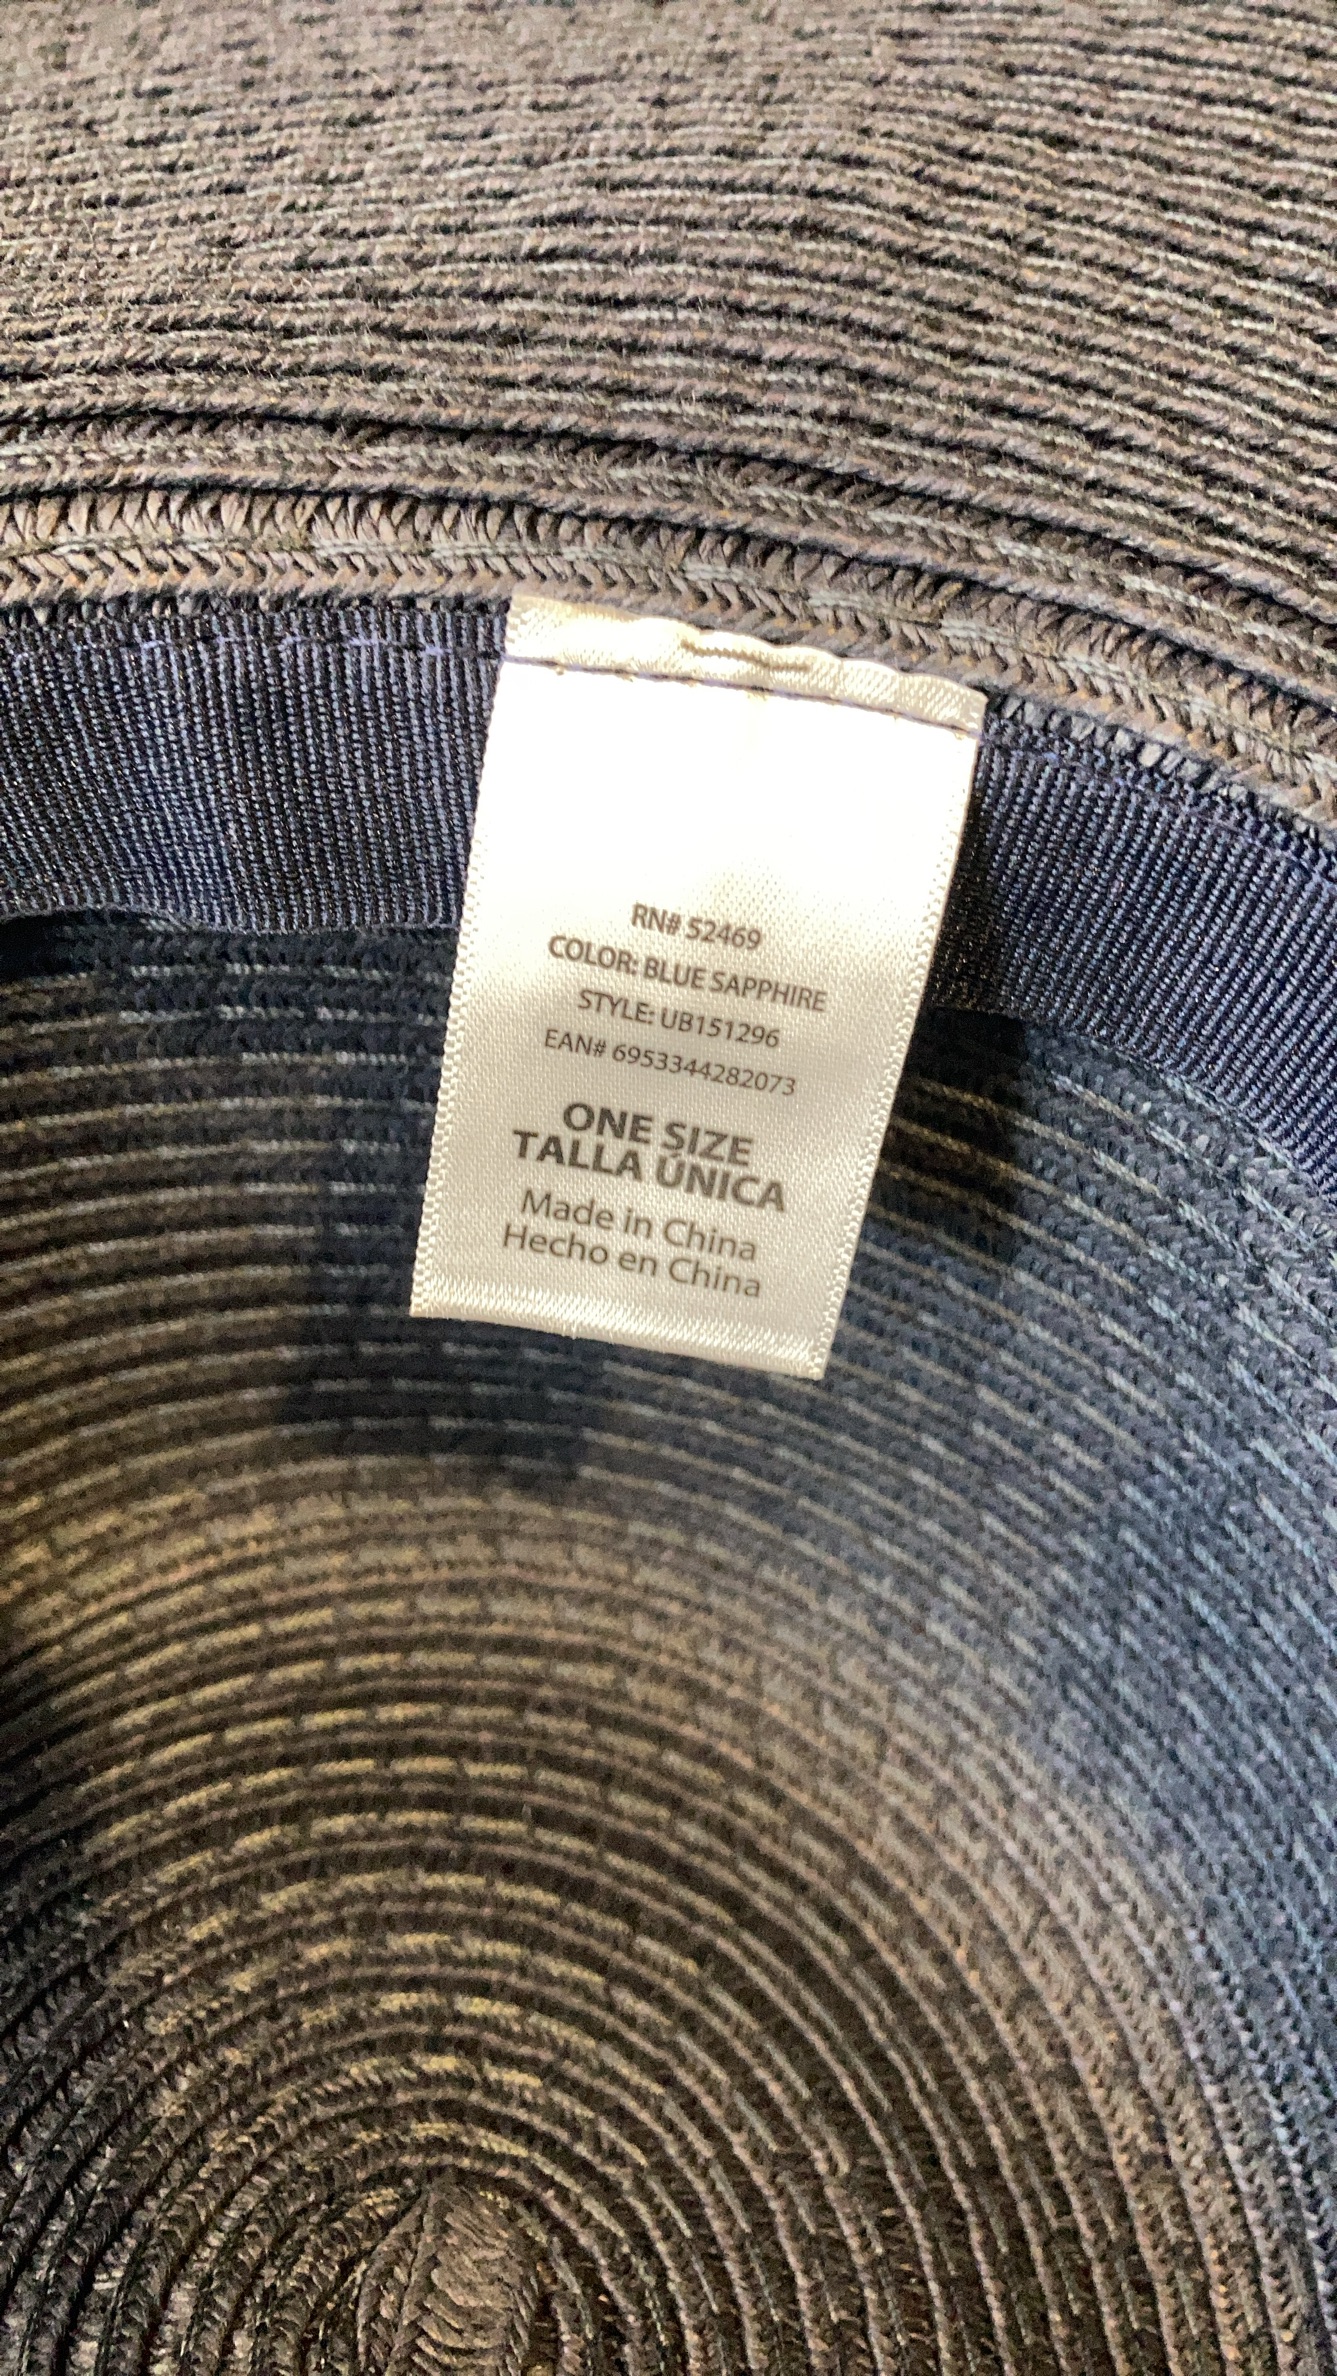 RN# 52469
COLOR: BLUE SAPPHIRE
STYLE: UB151296
EAN# 6953344282073
ONE SIZE
TALLA ÚNICA
Made in China
Hecho en China